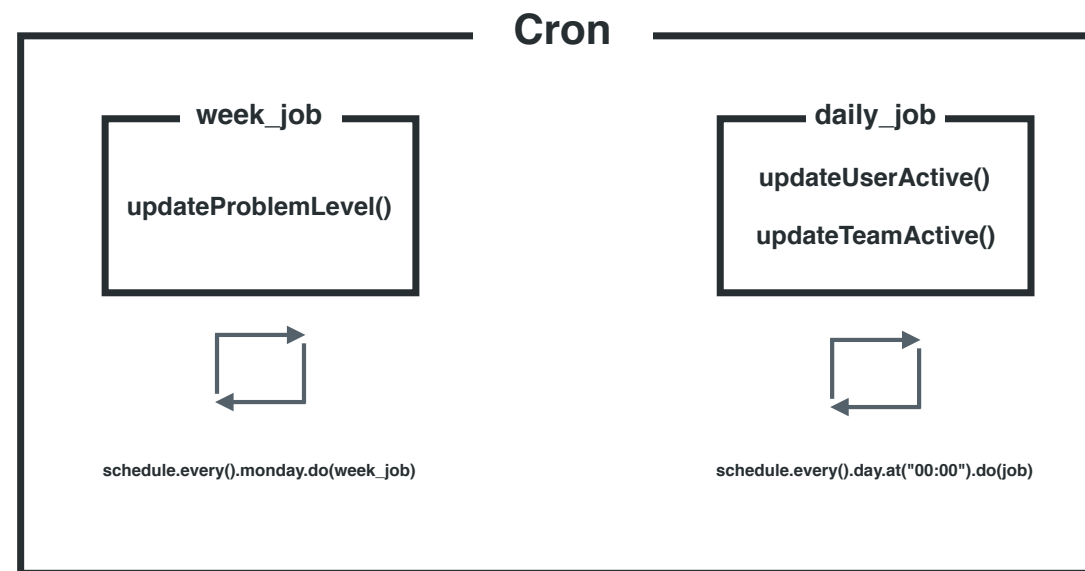 Cron
week_job
updateProblemLevel()
schedule.every().monday.do(week_job)
daily_job
updateUserActive()
updateTeamActive()
schedule.every().day.at("00:00").do(job)